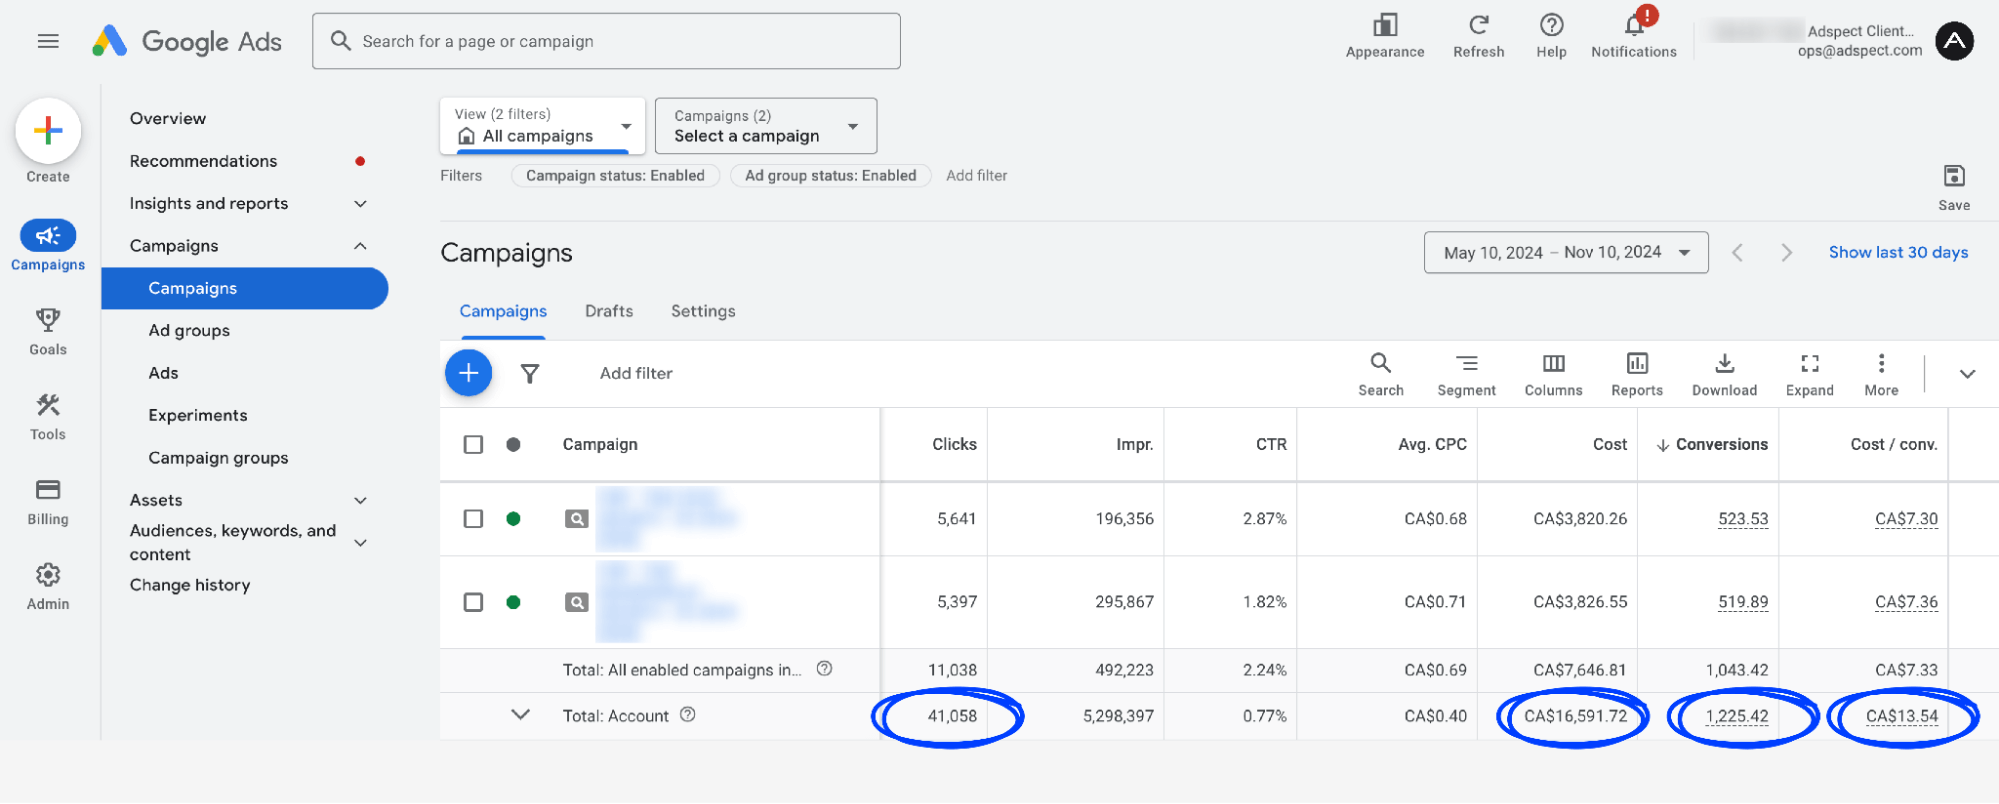 Google Ads
Search for a page or campaign
Appearance
Refresh
Help
!
Notifications
Adspect Client...
ops@adspect.com
Create
Campaigns
Goals
Tools
Billing
Admin
Overview
Recommendations
Insights and reports
Campaigns
Campaigns
Ad groups
Ads
Experiments
Campaign groups
Assets
Audiences, keywords, and
content
Change history
View (2 filters)
All campaigns
Campaigns (2)
Select a campaign
Filters
Campaign status: Enabled
Ad group status: Enabled
Add filter
Save
Campaigns
May 10, 2024 – Nov 10, 2024
Show last 30 days
Campaigns Drafts Settings
Add filter
Search Segment Columns Reports Download Expand More
Campaign Clicks Impr. CTR Avg. CPC Cost Conversions Cost / conv.
5,641 196,356 2.87% CA$0.68 CA$3,820.26 523.53 CA$7.30
5,397 295,867 1.82% CA$0.71 CA$3,826.55 519.89 CA$7.36
Total: All enabled campaigns in... 11,038 492,223 2.24% CA$0.69 CA$7,646.81 1,043.42 CA$7.33
Total: Account 41,058 5,298,397 0.77% CA$0.40 CA$16,591.72 1,225.42 CA$13.54